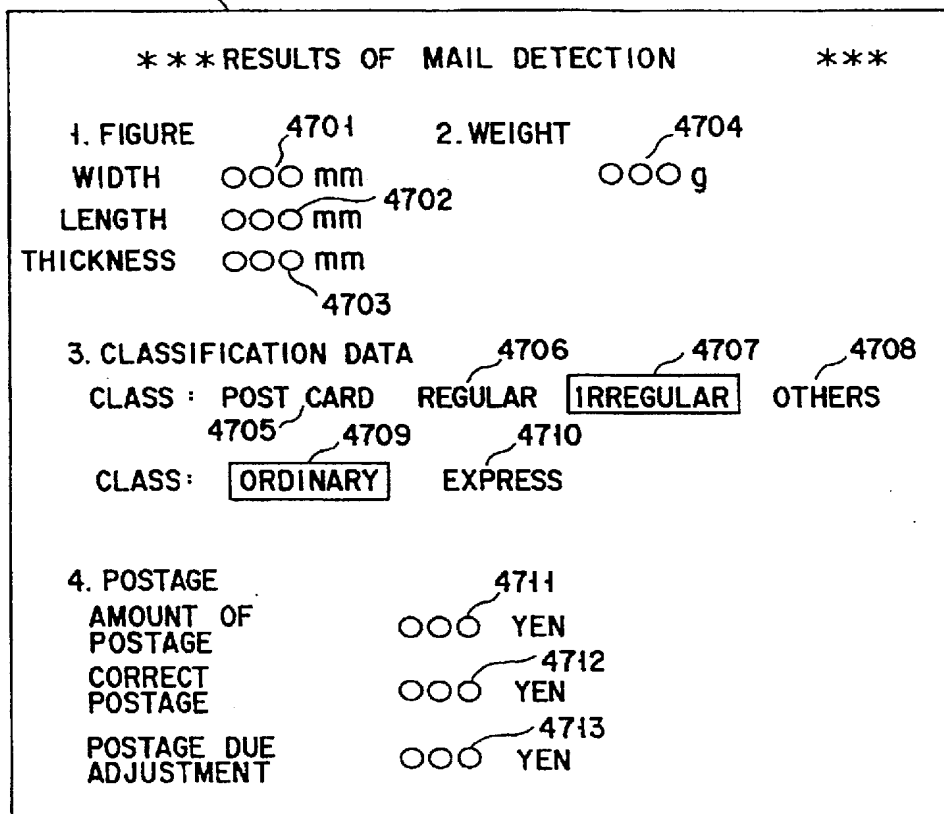 ***RESULTS OF MAIL DETECTION ***
1. FIGURE 4701 2. WEIGHT 4704
WIDTH ○○○ mm ○○○ g
LENGTH ○○○ mm 4702
THICKNESS ○○○ mm
4703
3. CLASSIFICATION DATA 4706 4707 4708
CLASS : POST CARD REGULAR IRREGULAR OTHERS
4705 4709 4710
CLASS: ORDINARY EXPRESS
4. POSTAGE 4711
AMOUNT OF
POSTAGE ○○○ YEN
4712
CORRECT
POSTAGE ○○○ YEN
4713
POSTAGE DUE
ADJUSTMENT ○○○ YEN